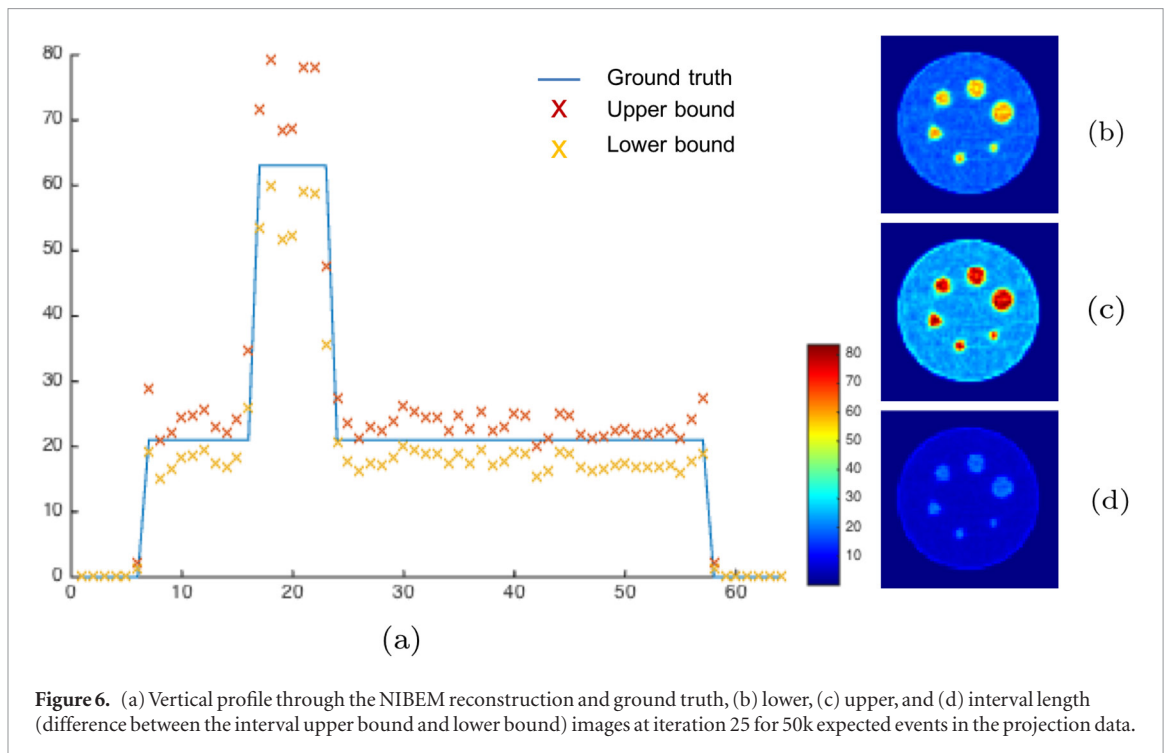 80
70
60
50
40
30
20
10
0
0
10
20
30
40
50
60
(a)
Ground truth
Upper bound
Lower bound
80
70
60
50
40
30
20
10
(b)
(c)
(d)
Figure 6. (a) Vertical profile through the NIBEM reconstruction and ground truth, (b) lower, (c) upper, and (d) interval length
(difference between the interval upper bound and lower bound) images at iteration 25 for 50k expected events in the projection data.